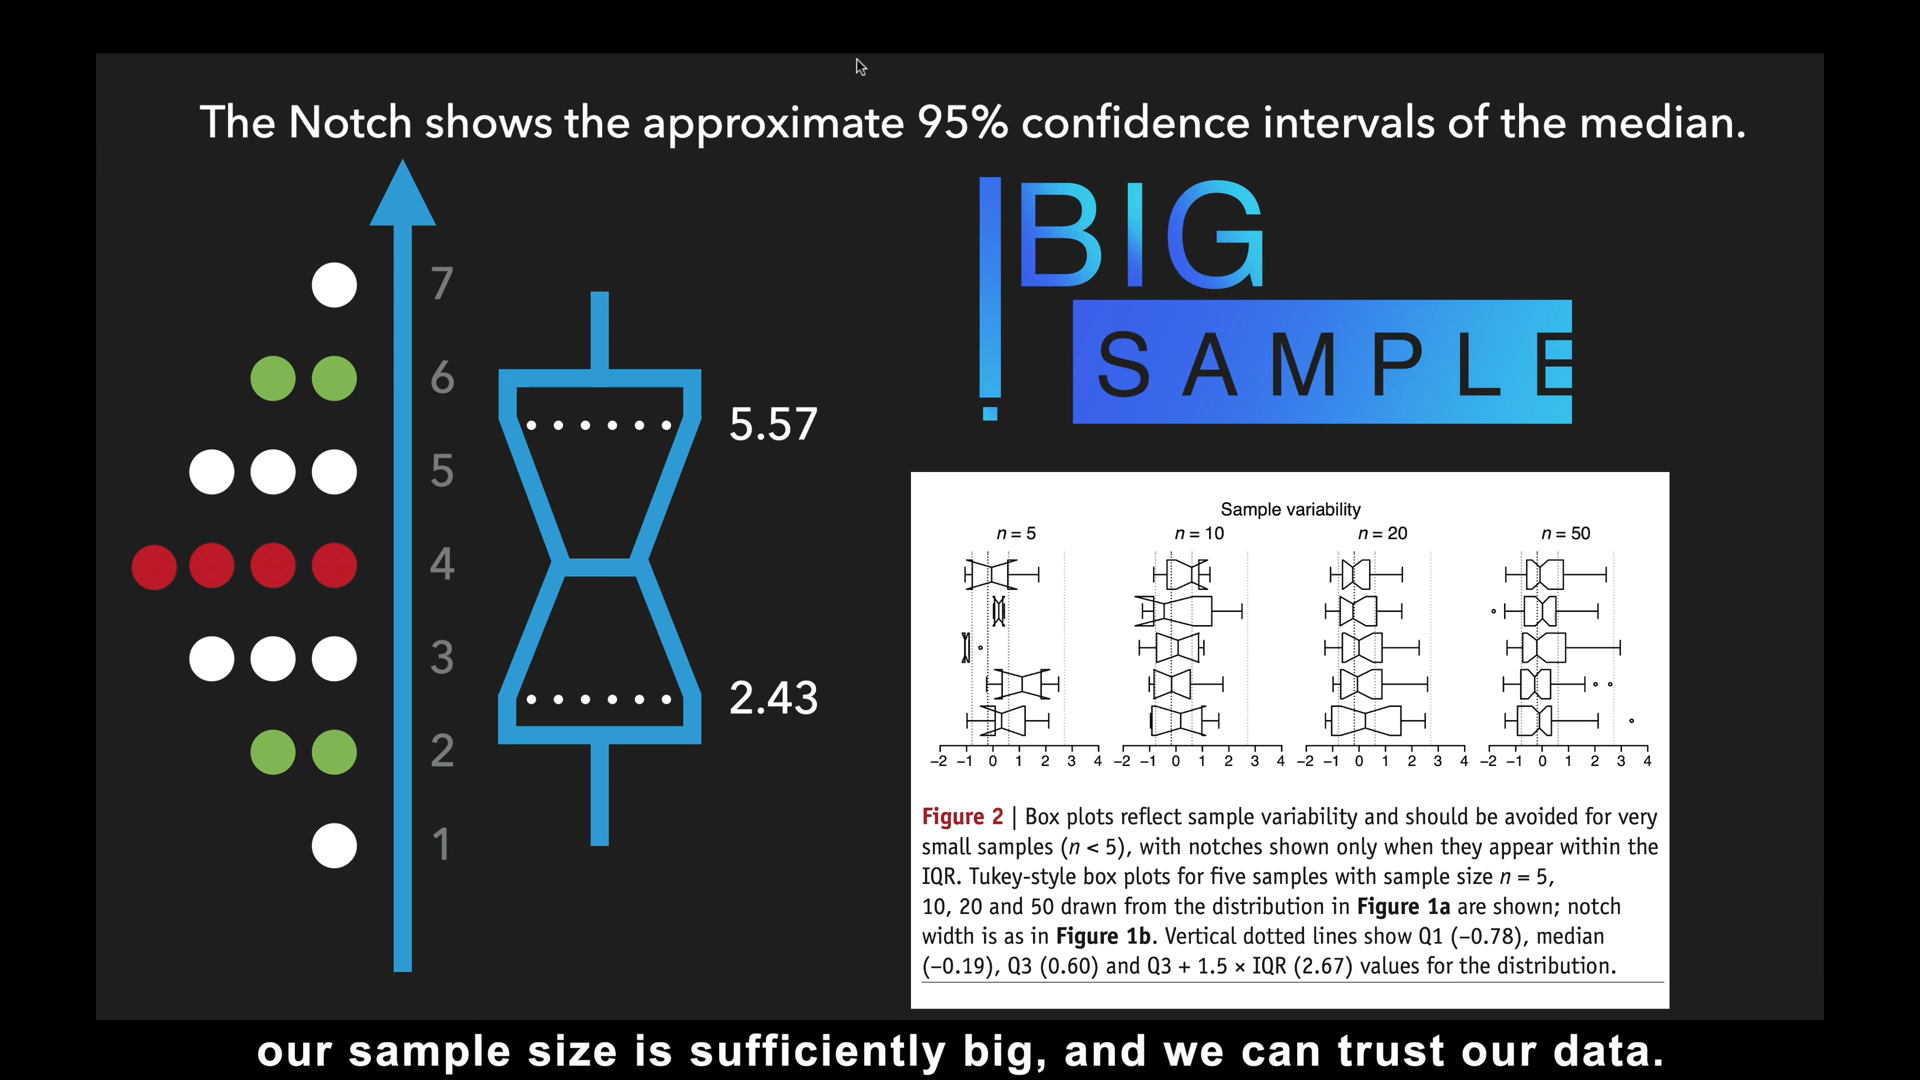 The Notch shows the approximate 95% confidence intervals of the median.
BIG
SAMPLE
7
6
5
4
3
2
1
5.57
2.43
Sample variability
n = 5 n = 10 n = 20 n = 50
–2 –1 0 1 2 3 4 –2 –1 0 1 2 3 4 –2 –1 0 1 2 3 4 –2 –1 0 1 2 3 4
Figure 2 | Box plots reflect sample variability and should be avoided for very
small samples (n < 5), with notches shown only when they appear within the
IQR. Tukey-style box plots for five samples with sample size n = 5,
10, 20 and 50 drawn from the distribution in Figure 1a are shown; notch
width is as in Figure 1b. Vertical dotted lines show Q1 (–0.78), median
(–0.19), Q3 (0.60) and Q3 + 1.5 × IQR (2.67) values for the distribution.
our sample size is sufficiently big, and we can trust our data.